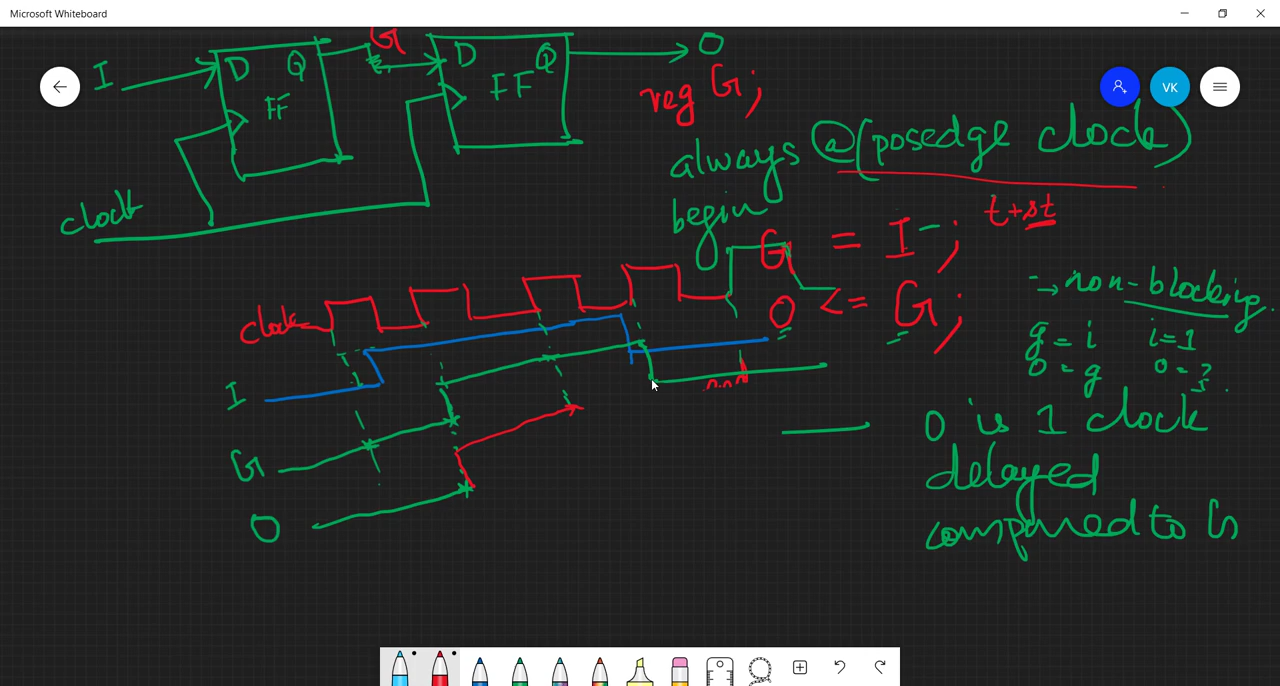 Microsoft Whiteboard
I
D Q
FF
G
D Q
FF
O
VK
reg G;
always @(posedge clock)
clock
begin
t+st
G = I;
O <= G;
→ non-blocking
g = i i=1
O = g O = ?
clock
I
G
O
O is 1 clock
delayed
compared to G